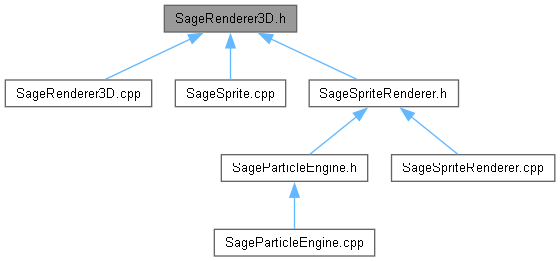 SageRenderer3D.h
SageRenderer3D.cpp
SageSprite.cpp
SageSpriteRenderer.h
SageParticleEngine.h
SageSpriteRenderer.cpp
SageParticleEngine.cpp